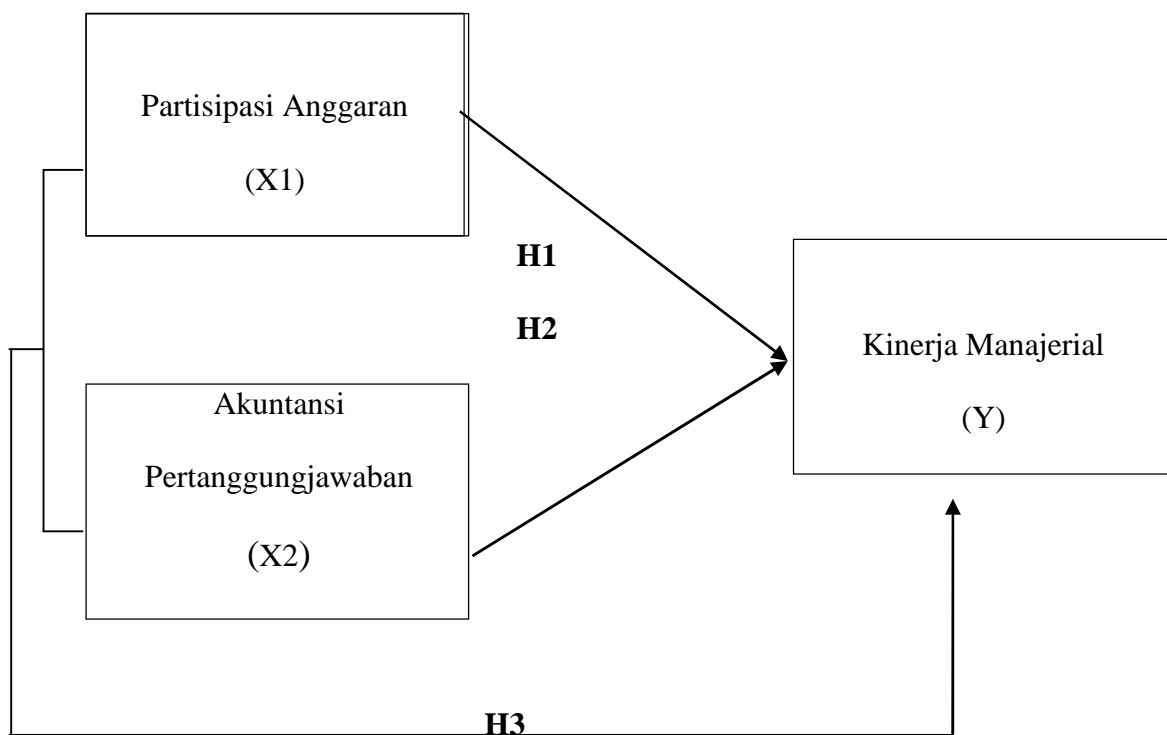 Partisipasi Anggaran
(X1)
H1
H2
Kinerja Manajerial
(Y)
Akuntansi
Pertanggungjawaban
(X2)
H3